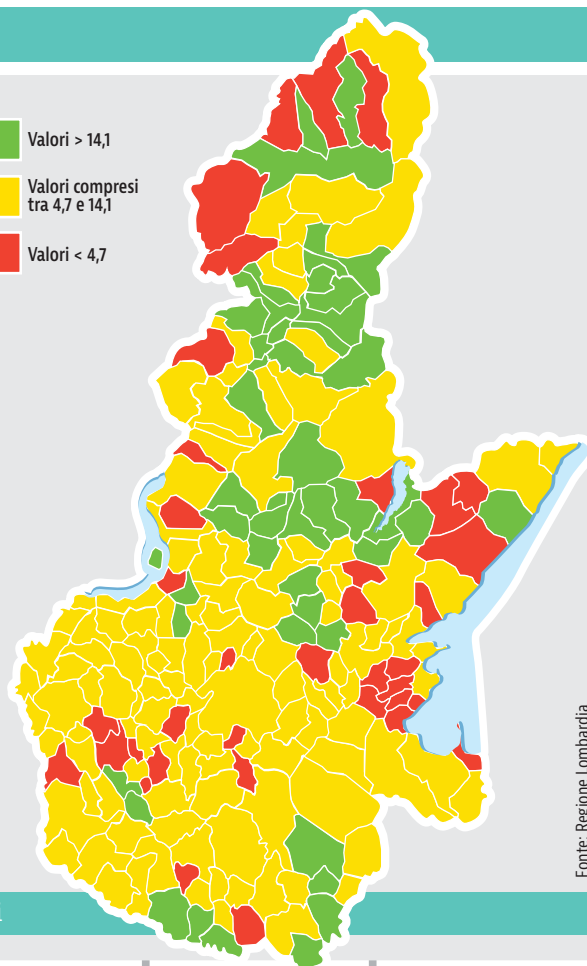 Valori > 14,1
Valori compresi
tra 4,7 e 14,1
Valori < 4,7
Fonte: Regione Lombardia